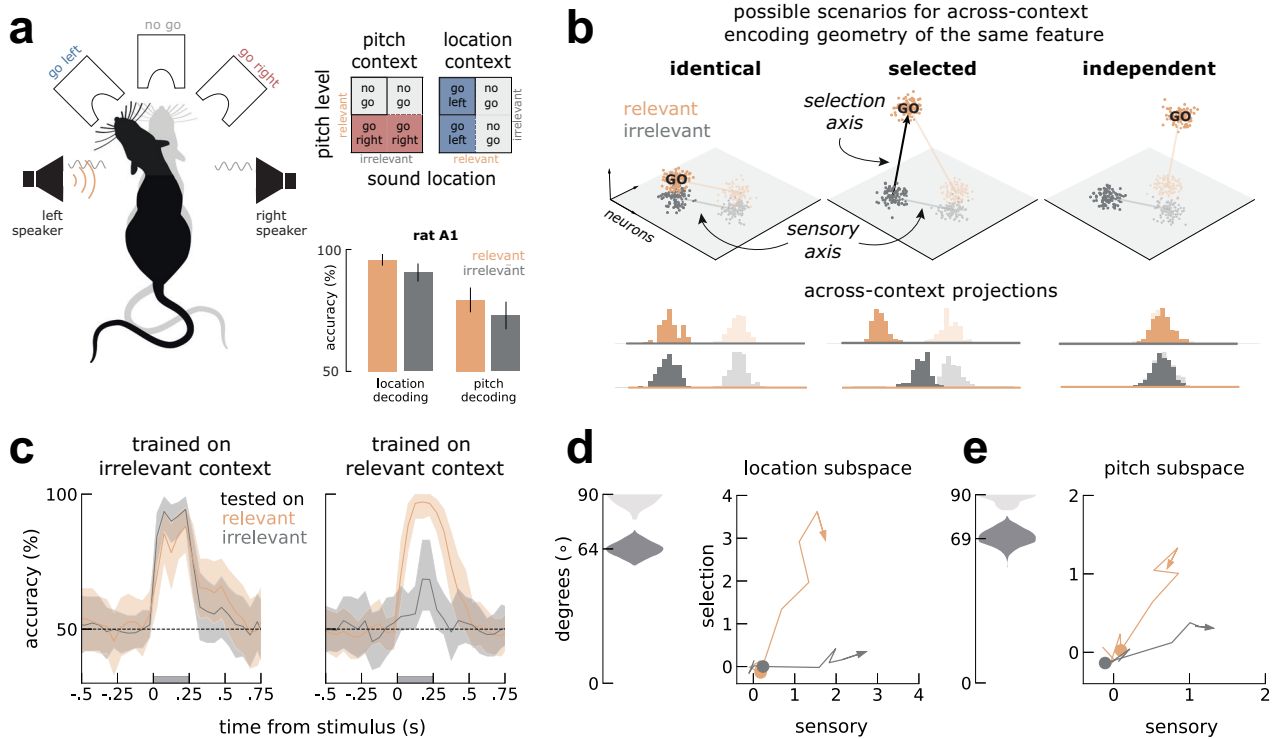 a
no go
go left
go right
left
speaker
right
speaker
pitch
context
location
context
pitch level
relevant
no
go
no
go
go
right
go
right
go
left
no
go
go
left
no
go
irrelevant
irrelevant
relevant
sound location
rat A1
relevant
irrelevant
accuracy (%)
100
50
location
decoding
pitch
decoding
b
possible scenarios for across-context
encoding geometry of the same feature
identical
selected
independent
relevant
irrelevant
selection
axis
GO
GO
GO
neurons
sensory
axis
across-context projections
c
trained on
irrelevant context
trained on
relevant context
tested on
relevant
irrelevant
accuracy (%)
100
50
-.5
-.25
0
.25
.5
.75
-.5
-.25
0
.25
.5
.75
time from stimulus (s)
d
location subspace
degrees (∘)
90
64
0
selection
4
3
2
1
0
0
1
2
3
4
sensory
e
pitch subspace
90
69
0
2
1
0
0
1
2
sensory